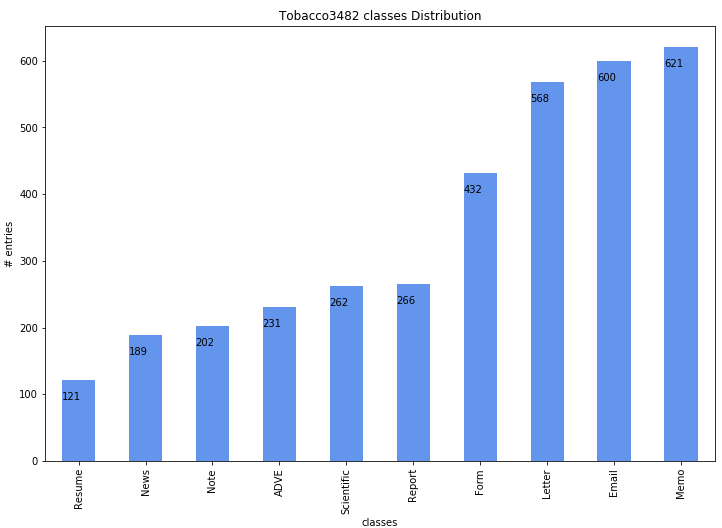 Tobacco3482 classes Distribution
# entries
600
500
400
300
200
100
0
121
189
202
231
262
266
432
568
600
621
Resume
News
Note
ADVE
Scientific
Report
Form
Letter
Email
Memo
classes